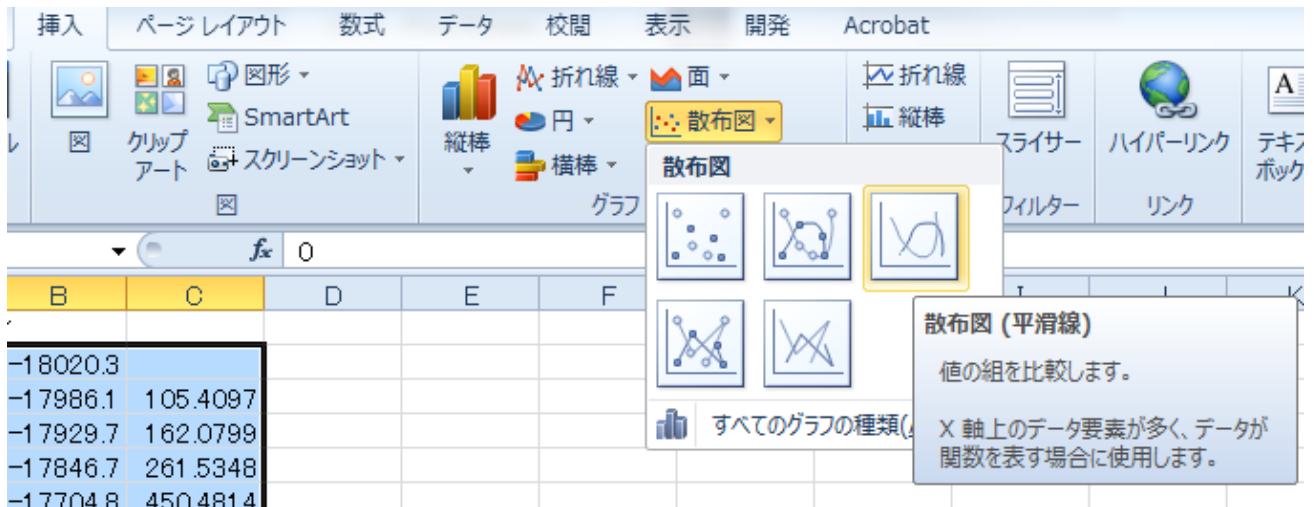 挿入 ページ レイアウト 数式 データ 校閲 表示 開発 Acrobat
図
クリップ
アート
図形
SmartArt
スクリーンショット
図
縦棒
折れ線
円
横棒
面
散布図
グラフ
折れ線
縦棒
スライサー
フィルター
ハイパーリンク
リンク
A
テキス
ボック
散布図
すべてのグラフの種類(
散布図 (平滑線)
値の組を比較します。
X 軸上のデータ要素が多く、データが
関数を表す場合に使用します。
fx 0
B C D E F K
-18020.3
-17986.1 105.4097
-17929.7 162.0799
-17846.7 261.5348
-17704.8 450.4814